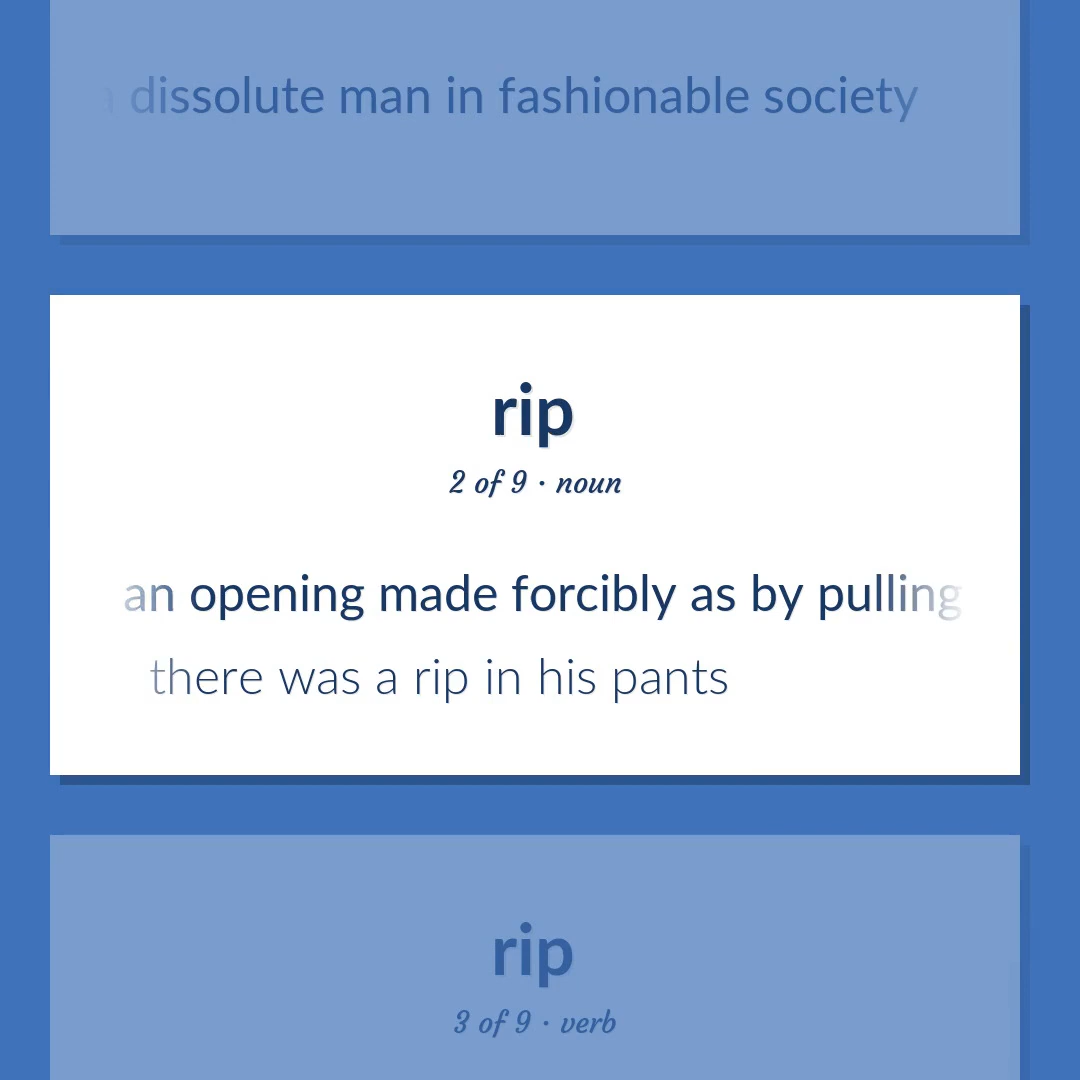 a dissolute man in fashionable society
rip
2 of 9 · noun
an opening made forcibly as by pulling
there was a rip in his pants
rip
3 of 9 · verb